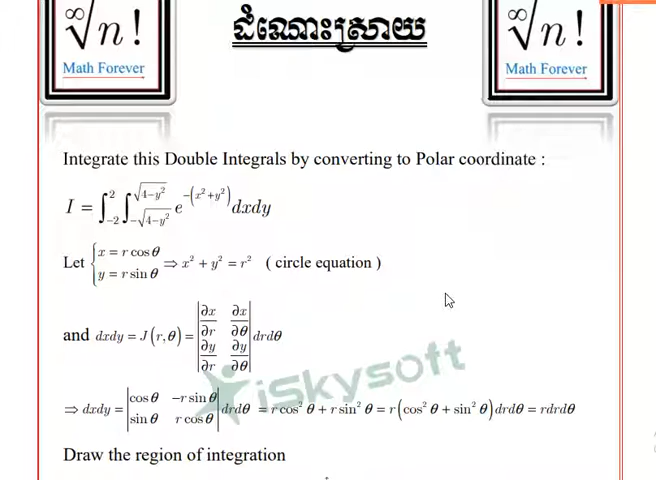 ∞√n! ដំណោះស្រាយ ∞√n!
Math Forever Math Forever
Integrate this Double Integrals by converting to Polar coordinate :
I = ∫_{-2}^{2} ∫_{-√(4-y²)}^{√(4-y²)} e^{-(x²+y²)} dxdy
Let { x = r cos θ, y = r sin θ ⇒ x² + y² = r² ( circle equation )
and dxdy = J(r,θ) = |∂x/∂r ∂x/∂θ; ∂y/∂r ∂y/∂θ| drdθ
iSkysoft
⇒ dxdy = |cos θ −r sin θ; sin θ r cos θ| drdθ = r cos² θ + r sin² θ = r(cos² θ + sin² θ) drdθ = rdrdθ
Draw the region of integration